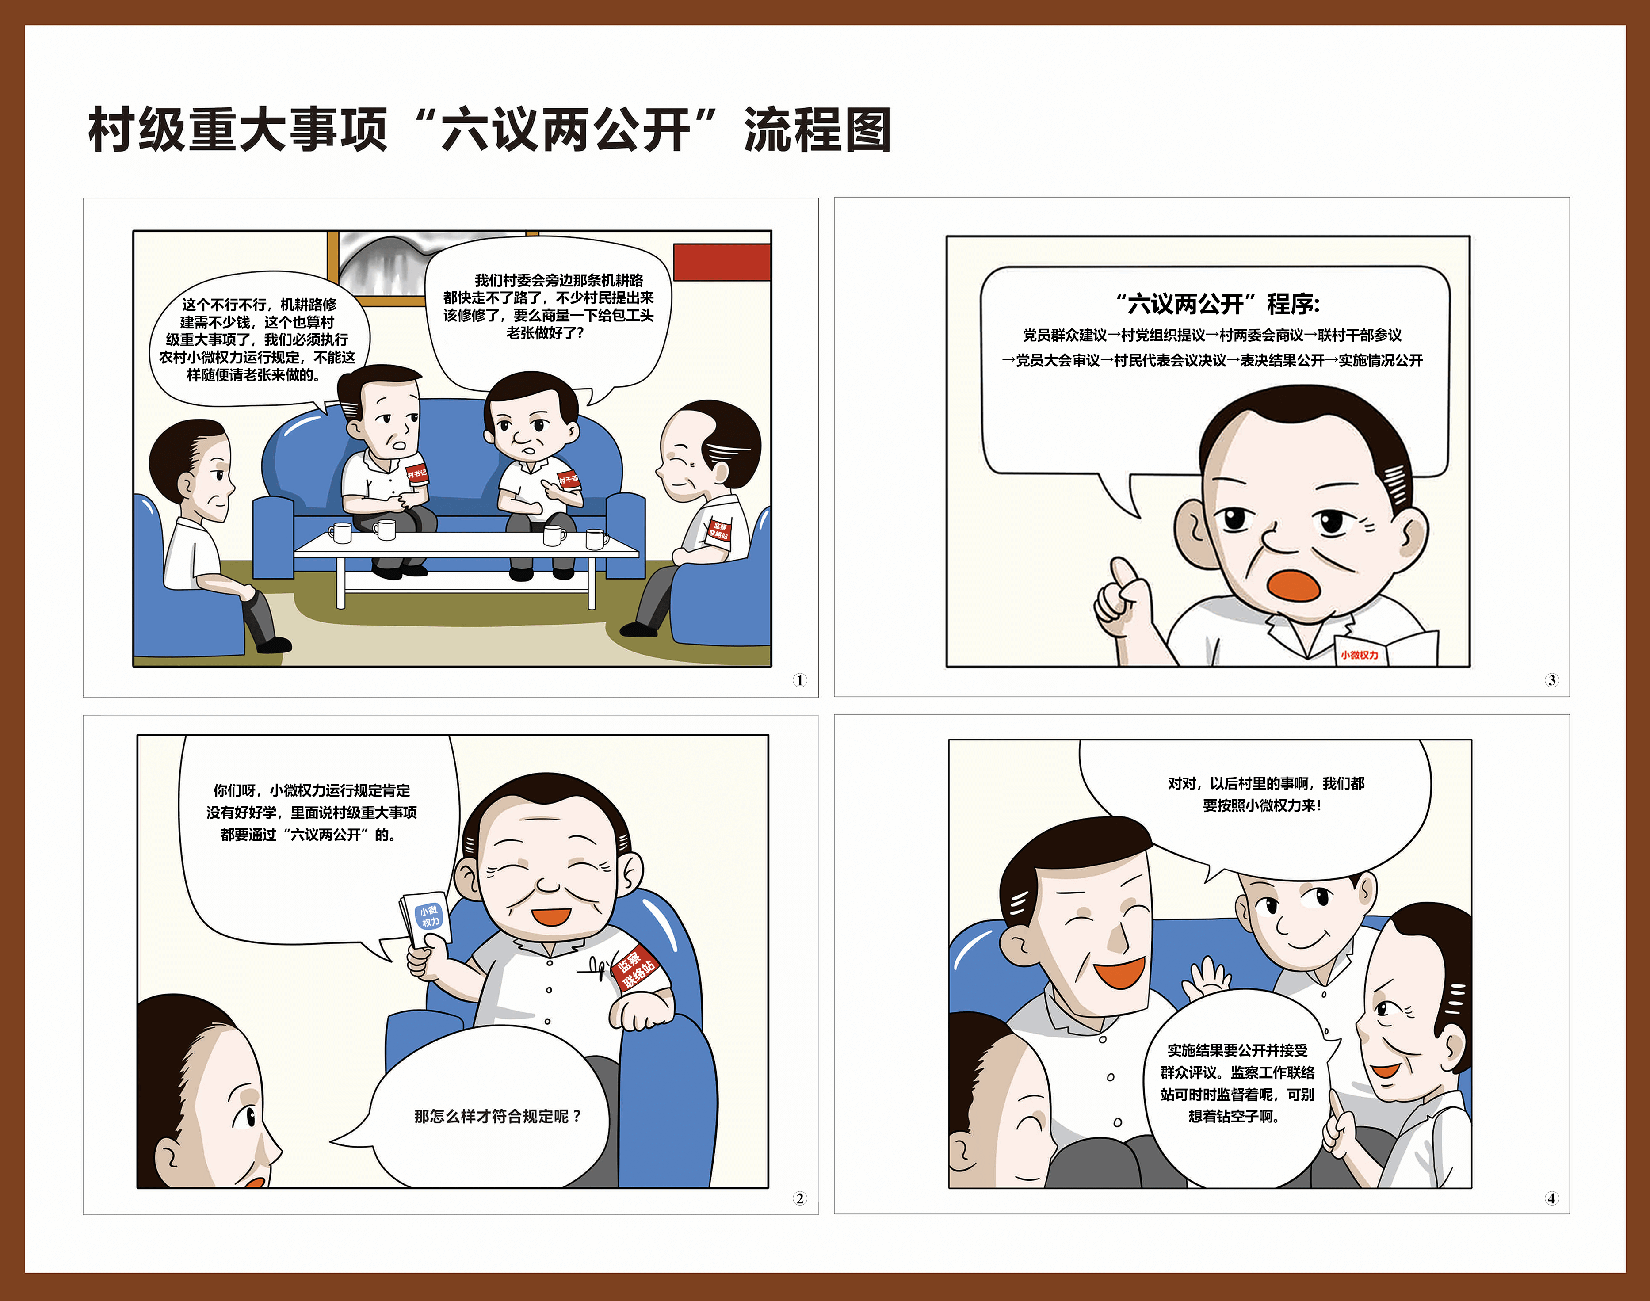 村级重大事项“六议两公开”流程图
我们村委会旁边那条机耕路
都快走不了路了，不少村民提出来
该修修了，要么商量一下给包工头
老张做好了？
这个不行不行，机耕路修
建需不少钱，这个也算村
级重大事项了，我们必须执行
农村小微权力运行规定，不能这
样随便请老张来做的。
村书记
村干部
监察
联络站
①
你们呀，小微权力运行规定肯定
没有好好学，里面说村级重大事项
都要通过“六议两公开”的。
小微
权力
监察
联络站
那怎么样才符合规定呢？
②
“六议两公开”程序:
党员群众建议→村党组织提议→村两委会商议→联村干部参议
→党员大会审议→村民代表会议决议→表决结果公开→实施情况公开
小微权力
③
对对，以后村里的事啊，我们都
要按照小微权力来！
实施结果要公开并接受
群众评议。监察工作联络
站可时时监督着呢，可别
想着钻空子啊。
④